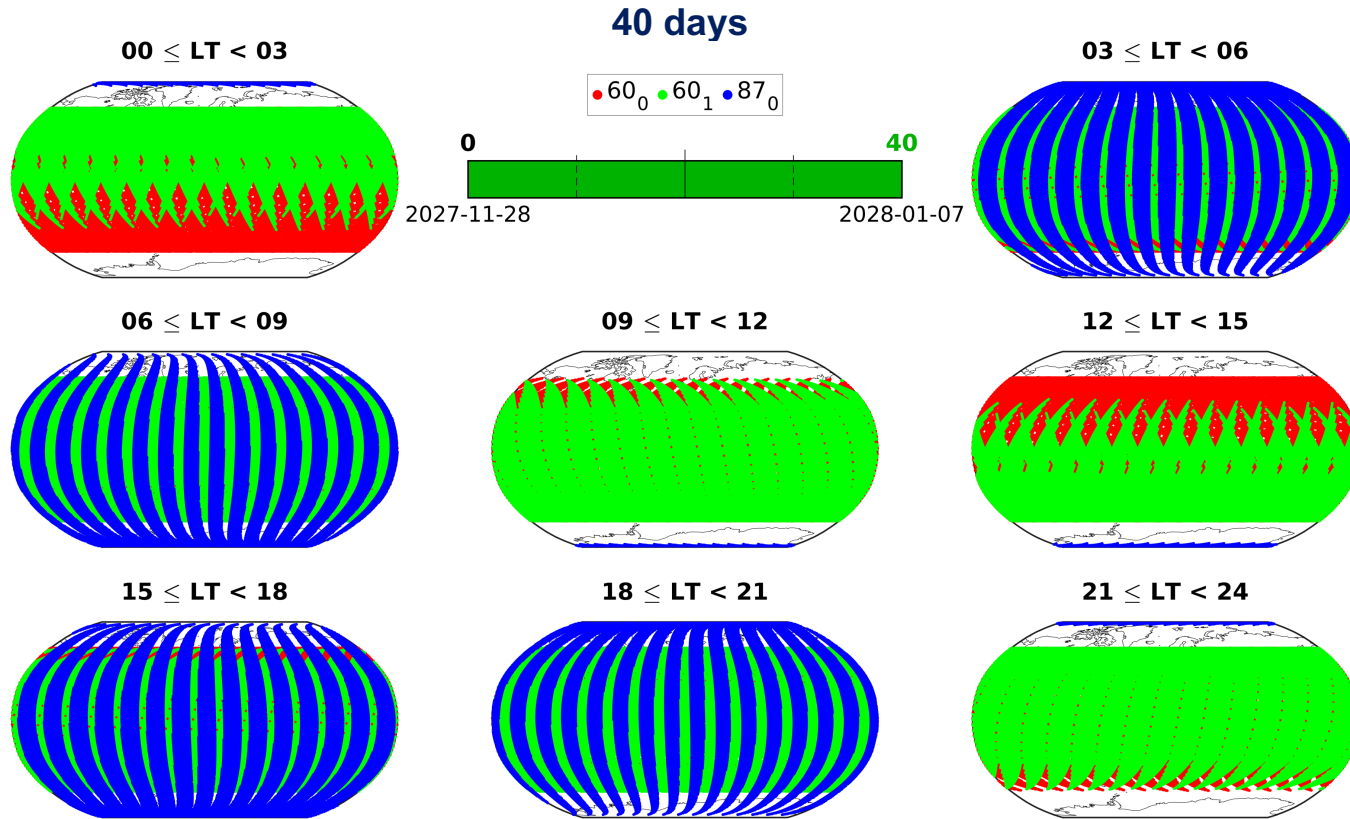 40 days
00 ≤ LT < 03
03 ≤ LT < 06
60₀ 60₁ 87₀
0 40
2027-11-28 2028-01-07
06 ≤ LT < 09
09 ≤ LT < 12
12 ≤ LT < 15
15 ≤ LT < 18
18 ≤ LT < 21
21 ≤ LT < 24